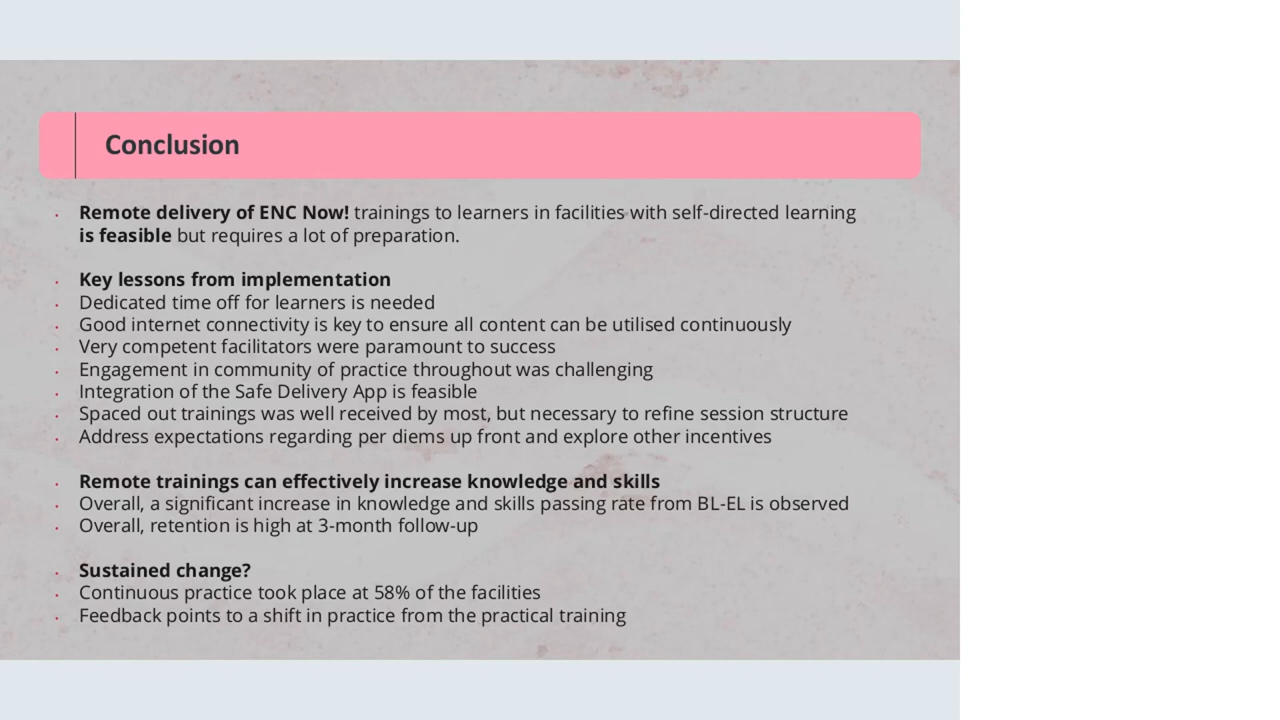 Conclusion
Remote delivery of ENC Now! trainings to learners in facilities with self-directed learning
is feasible but requires a lot of preparation.
Key lessons from implementation
Dedicated time off for learners is needed
Good internet connectivity is key to ensure all content can be utilised continuously
Very competent facilitators were paramount to success
Engagement in community of practice throughout was challenging
Integration of the Safe Delivery App is feasible
Spaced out trainings was well received by most, but necessary to refine session structure
Address expectations regarding per diems up front and explore other incentives
Remote trainings can effectively increase knowledge and skills
Overall, a significant increase in knowledge and skills passing rate from BL-EL is observed
Overall, retention is high at 3-month follow-up
Sustained change?
Continuous practice took place at 58% of the facilities
Feedback points to a shift in practice from the practical training